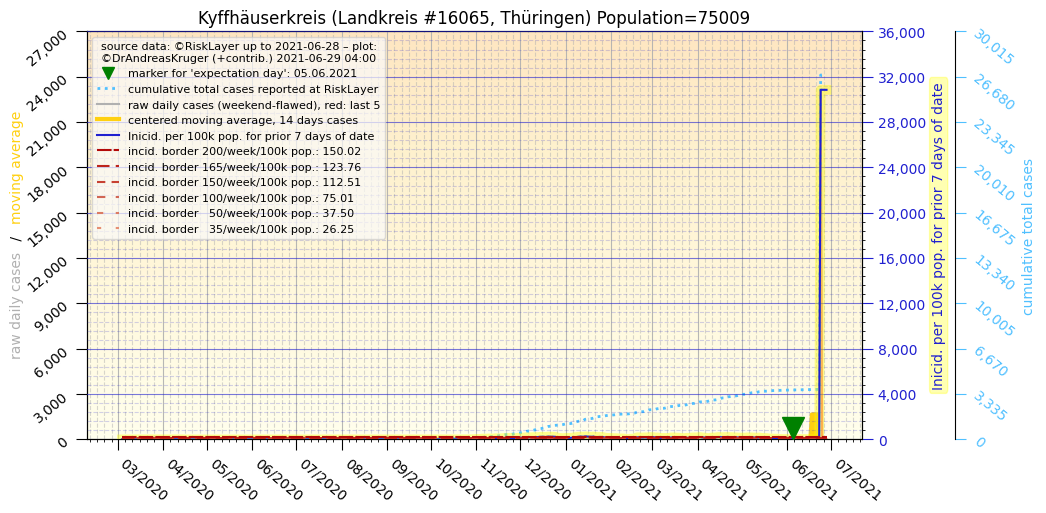 Kyffhäuserkreis (Landkreis #16065, Thüringen) Population=75009
source data: ©RiskLayer up to 2021-06-28 – plot:
©DrAndreasKruger (+contrib.) 2021-06-29 04:00
marker for 'expectation day': 05.06.2021
cumulative total cases reported at RiskLayer
raw daily cases (weekend-flawed), red: last 5
centered moving average, 14 days cases
Inicid. per 100k pop. for prior 7 days of date
incid. border 200/week/100k pop.: 150.02
incid. border 165/week/100k pop.: 123.76
incid. border 150/week/100k pop.: 112.51
incid. border 100/week/100k pop.: 75.01
incid. border   50/week/100k pop.: 37.50
incid. border   35/week/100k pop.: 26.25
raw daily cases  /  moving average
27,000
24,000
21,000
18,000
15,000
12,000
9,000
6,000
3,000
0
36,000
32,000
28,000
24,000
20,000
16,000
12,000
8,000
4,000
0
Inicid. per 100k pop. for prior 7 days of date
30,015
26,680
23,345
20,010
16,675
13,340
10,005
6,670
3,335
0
cumulative total cases
03/2020
04/2020
05/2020
06/2020
07/2020
08/2020
09/2020
10/2020
11/2020
12/2020
01/2021
02/2021
03/2021
04/2021
05/2021
06/2021
07/2021